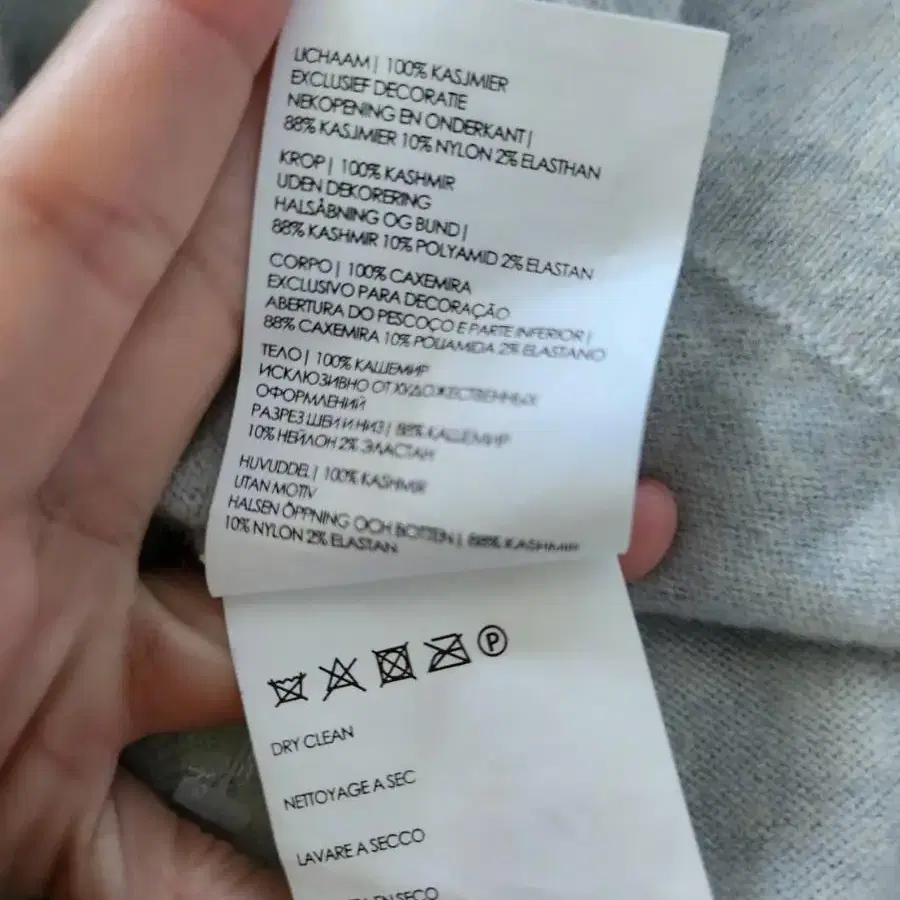 LICHAAM | 100% KASJMIER
EXCLUSIEF DECORATIE
NEKOPENING EN ONDERKANT |
88% KASJMIER 10% NYLON 2% ELASTHAN
KROP | 100% KASHMIR
UDEN DEKORERING
HALSÅBNING OG BUND |
88% KASHMIR 10% POLYAMID 2% ELASTAN
CORPO | 100% CAXEMIRA
EXCLUSIVO PARA DECORAÇÃO
ABERTURA DO PESCOÇO E PARTE INFERIOR |
88% CAXEMIRA 10% POLIAMIDA 2% ELASTANO
ТЕЛО | 100% КАШЕМИР
ИСКЛЮЗИВНО ОТ ХУДОЖЕСТВЕННЫХ
ОФОРМЛЕНИЙ
РАЗРЕЗ ШЕИ И НИЗ | 88% КАШЕМИР
10% НЕЙЛОН 2% ЭЛАСТАН
HUVUDDEL | 100% KASHMIR
UTAN MOTIV
HALSEN ÖPPNING OCH BOTTEN | 88% KASHMIR
10% NYLON 2% ELASTAN
P
DRY CLEAN
NETTOYAGE A SEC
LAVARE A SECCO
EN SECO